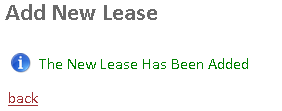 Add New Lease
The New Lease Has Been Added
back